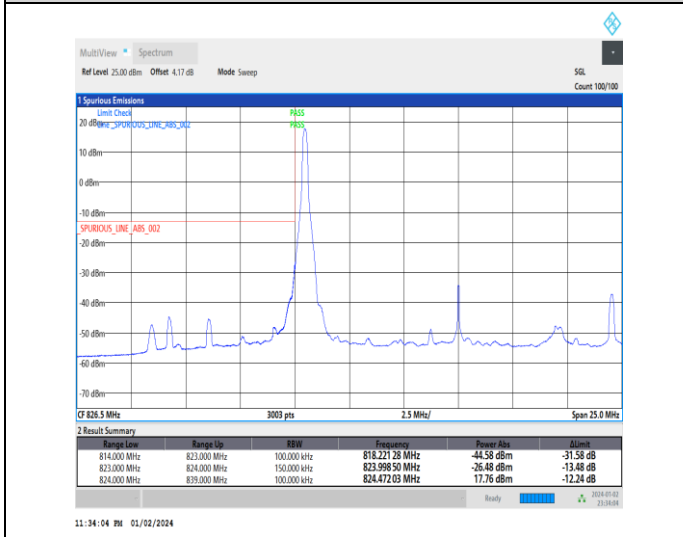 MultiView Spectrum
Ref Level 25.00 dBm Offset 4.17 dB Mode Sweep SGL
Count 100/100
1 Spurious Emissions
Limit Check PASS
20 dBm Line _SPURIOUS_LINE_ABS_002 PASS
10 dBm
0 dBm
-10 dBm
_SPURIOUS_LINE_ABS_002
-20 dBm
-30 dBm
-40 dBm
-50 dBm
-60 dBm
-70 dBm
CF 826.5 MHz 3003 pts 2.5 MHz/ Span 25.0 MHz
2 Result Summary
Range Low Range Up RBW Frequency Power Abs ΔLimit
814.000 MHz 823.000 MHz 100.000 kHz 818.221 28 MHz -44.58 dBm -31.58 dB
823.000 MHz 824.000 MHz 150.000 kHz 823.998 50 MHz -26.48 dBm -13.48 dB
824.000 MHz 839.000 MHz 100.000 kHz 824.472 03 MHz 17.76 dBm -12.24 dB
Ready 2024-01-02
23:34:04
11:34:04 PM 01/02/2024